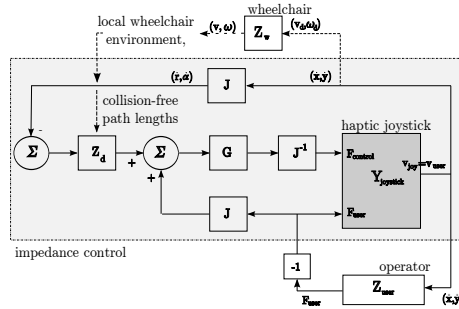 wheelchair
local wheelchair
environment,
(v, ω)
Z_w
(v_d, ω_d)
(ṙ, α̇)
J
(ẋ, ẏ)
collision-free
path lengths
haptic joystick
-
Σ
Z_d
+
Σ
+
G
J⁻¹
F_control
v_joy = v_user
Y_joystick
J
F_user
impedance control
-1
operator
Z_user
F_user
(ẋ, ẏ)